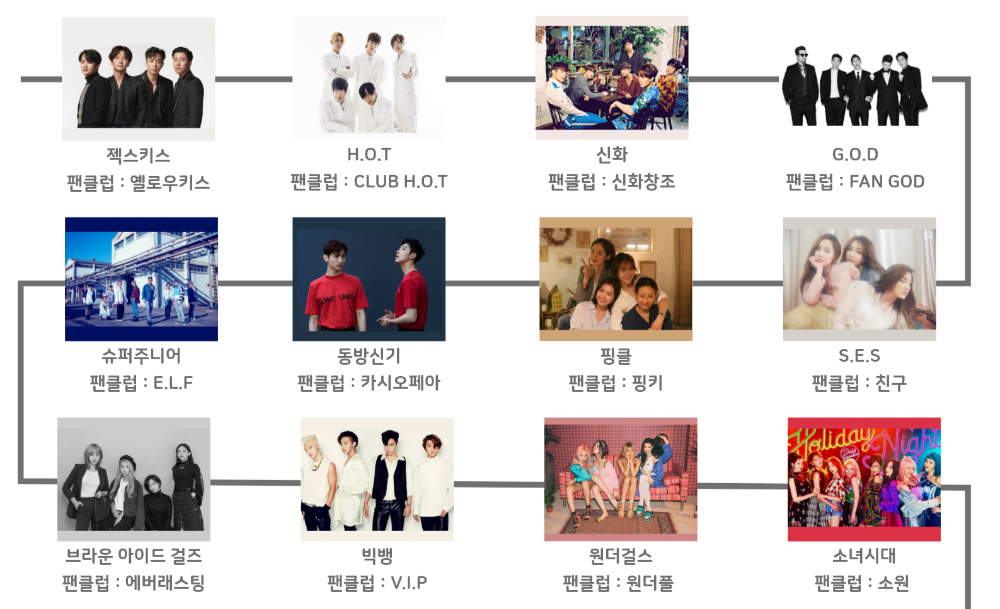 젝스키스
팬클럽 : 옐로우키스
H.O.T
팬클럽 : CLUB H.O.T
신화
팬클럽 : 신화창조
G.O.D
팬클럽 : FAN GOD
슈퍼주니어
팬클럽 : E.L.F
HELMUT LANG
동방신기
팬클럽 : 카시오페아
핑클
팬클럽 : 핑키
S.E.S
팬클럽 : 친구
브라운 아이드 걸즈
팬클럽 : 에버래스팅
빅뱅
팬클럽 : V.I.P
원더걸스
팬클럽 : 원더풀
Holiday Night
Girls' Generation
소녀시대
팬클럽 : 소원